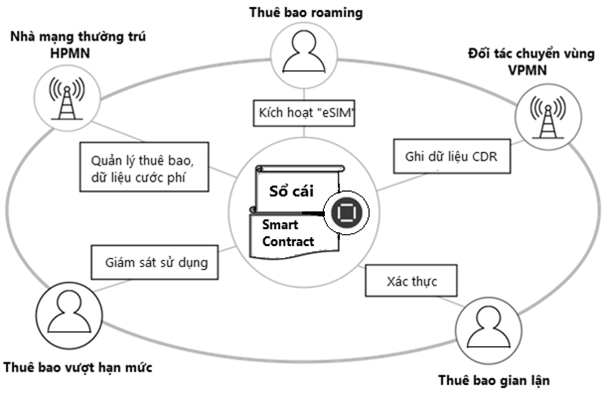 Thuê bao roaming
Nhà mạng thường trú
HPMN
Đối tác chuyển vùng
VPMN
Kích hoạt "eSIM"
Quản lý thuê bao,
dữ liệu cước phí
Ghi dữ liệu CDR
Sổ cái
Smart
Contract
Giám sát sử dụng
Xác thực
Thuê bao vượt hạn mức
Thuê bao gian lận